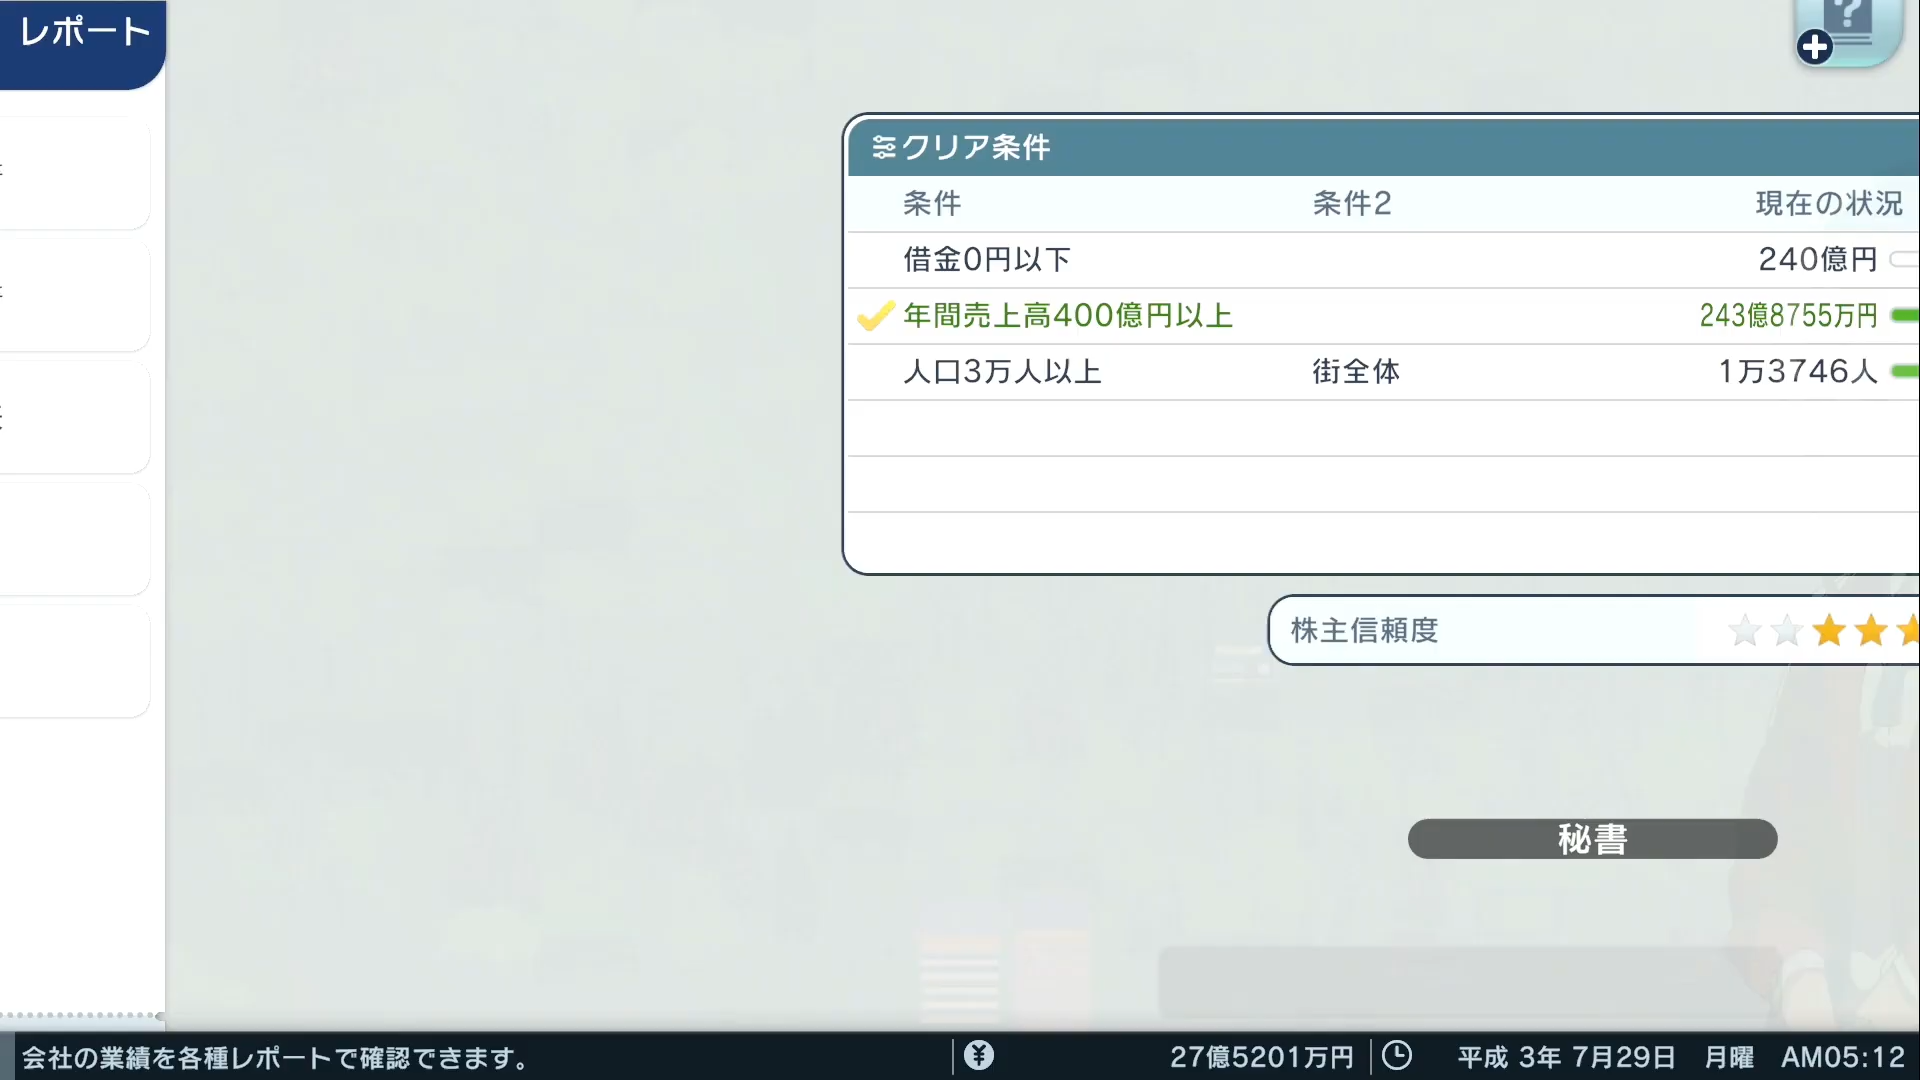 レポート
クリア条件
条件 条件2 現在の状況
借金0円以下 240億円
年間売上高400億円以上 243億8755万円
人口3万人以上 街全体 1万3746人
株主信頼度
秘書
会社の業績を各種レポートで確認できます。 27億5201万円 平成 3年 7月29日 月曜 AM05:12